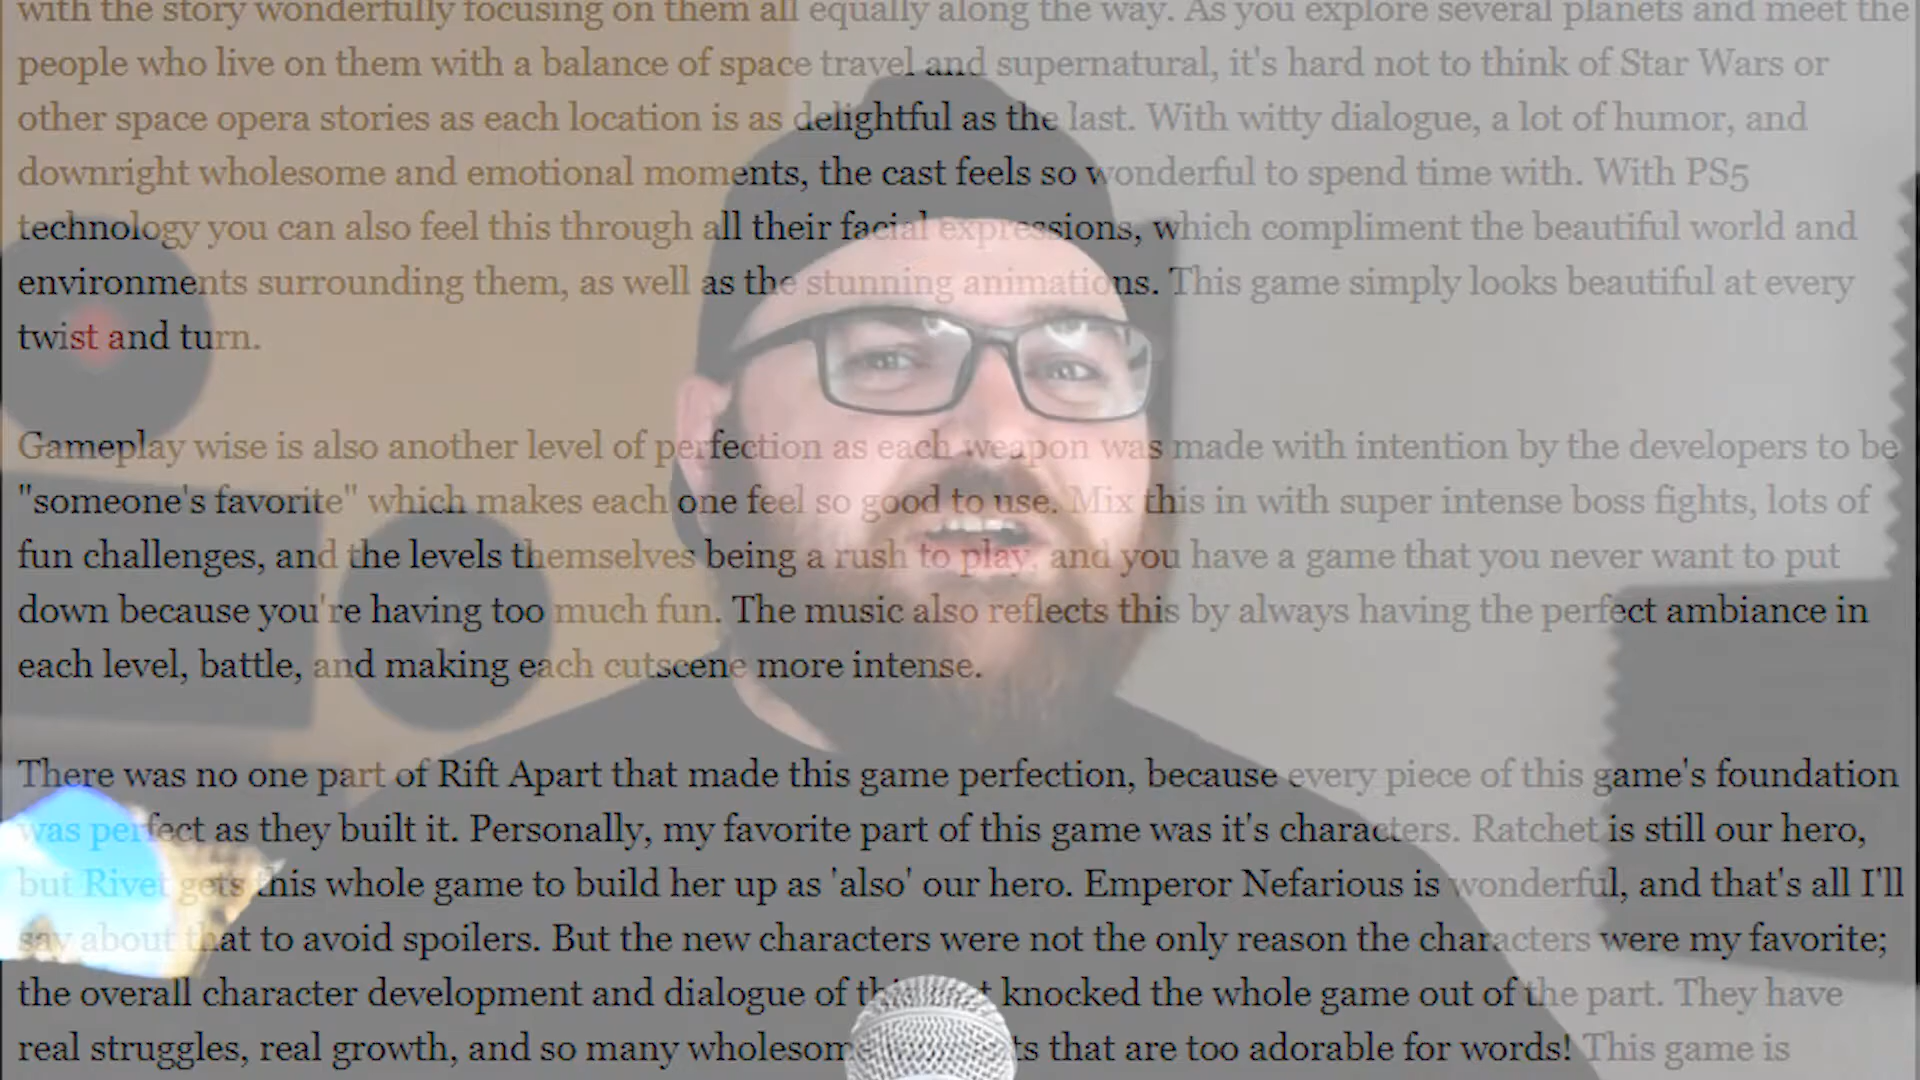 with the story wonderfully focusing on them all equally along the way. As you explore several planets and meet the
people who live on them with a balance of space travel and supernatural, it's hard not to think of Star Wars or
other space opera stories as each location is as delightful as the last. With witty dialogue, a lot of humor, and
downright wholesome and emotional moments, the cast feels so wonderful to spend time with. With PS5
technology you can also feel this through all their facial expressions, which compliment the beautiful world and
environments surrounding them, as well as the stunning animations. This game simply looks beautiful at every
twist and turn.
Gameplay wise is also another level of perfection as each weapon was made with intention by the developers to be
"someone's favorite" which makes each one feel so good to use. Mix this in with super intense boss fights, lots of
fun challenges, and the levels themselves being a rush to play, and you have a game that you never want to put
down because you're having too much fun. The music also reflects this by always having the perfect ambiance in
each level, battle, and making each cutscene more intense.
There was no one part of Rift Apart that made this game perfection, because every piece of this game's foundation
was perfect as they built it. Personally, my favorite part of this game was it's characters. Ratchet is still our hero,
but Rivet gets this whole game to build her up as 'also' our hero. Emperor Nefarious is wonderful, and that's all I'll
say about that to avoid spoilers. But the new characters were not the only reason the characters were my favorite;
the overall character development and dialogue of knocked the whole game out of the part. They have
real struggles, real growth, and so many that are too adorable for words! This game is